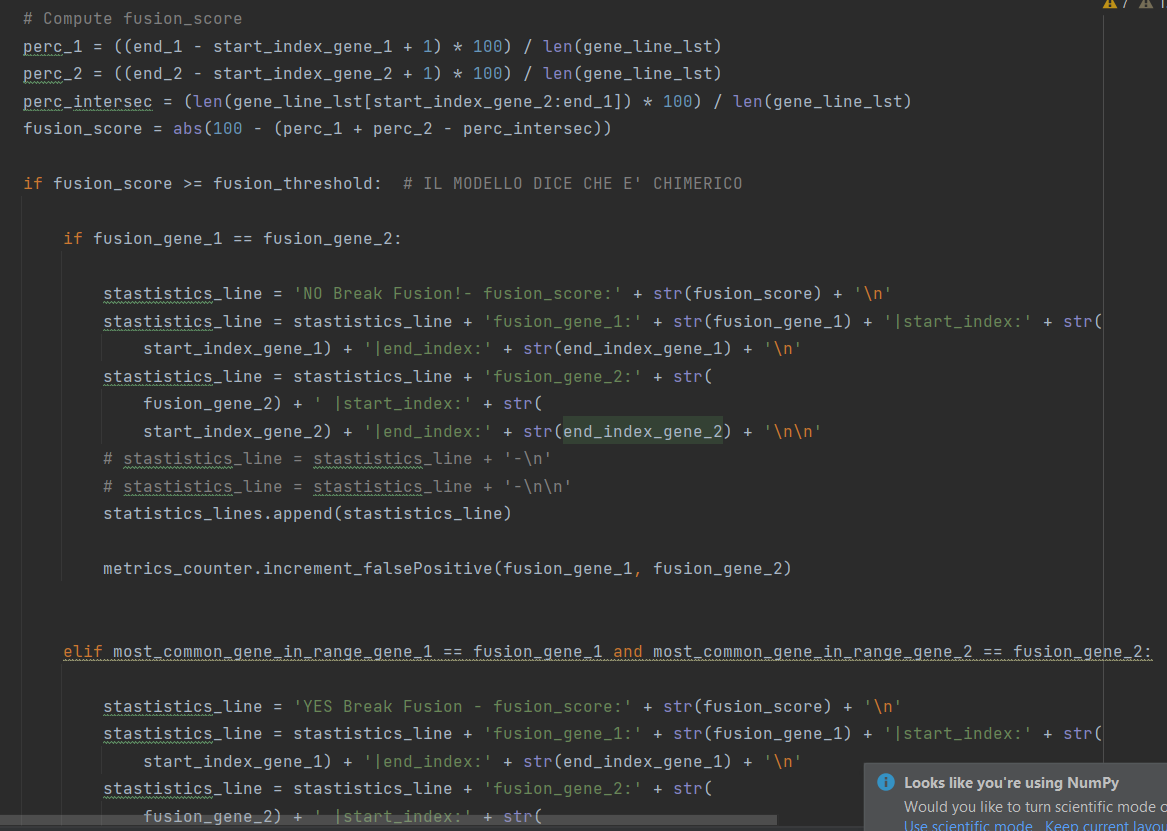 # Compute fusion_score
perc_1 = ((end_1 - start_index_gene_1 + 1) * 100) / len(gene_line_lst)
perc_2 = ((end_2 - start_index_gene_2 + 1) * 100) / len(gene_line_lst)
perc_intersec = (len(gene_line_lst[start_index_gene_2:end_1]) * 100) / len(gene_line_lst)
fusion_score = abs(100 - (perc_1 + perc_2 - perc_intersec))
if fusion_score >= fusion_threshold:  # IL MODELLO DICE CHE E' CHIMERICO
if fusion_gene_1 == fusion_gene_2:
stastistics_line = 'NO Break Fusion!- fusion_score:' + str(fusion_score) + '\n'
stastistics_line = stastistics_line + 'fusion_gene_1:' + str(fusion_gene_1) + '|start_index:' + str(
start_index_gene_1) + '|end_index:' + str(end_index_gene_1) + '\n'
stastistics_line = stastistics_line + 'fusion_gene_2:' + str(
fusion_gene_2) + ' |start_index:' + str(
start_index_gene_2) + '|end_index:' + str(end_index_gene_2) + '\n\n'
# stastistics_line = stastistics_line + '-\n'
# stastistics_line = stastistics_line + '-\n\n'
statistics_lines.append(stastistics_line)
metrics_counter.increment_falsePositive(fusion_gene_1, fusion_gene_2)
elif most_common_gene_in_range_gene_1 == fusion_gene_1 and most_common_gene_in_range_gene_2 == fusion_gene_2:
stastistics_line = 'YES Break Fusion - fusion_score:' + str(fusion_score) + '\n'
stastistics_line = stastistics_line + 'fusion_gene_1:' + str(fusion_gene_1) + '|start_index:' + str(
start_index_gene_1) + '|end_index:' + str(end_index_gene_1) + '\n'
stastistics_line = stastistics_line + 'fusion_gene_2:' + str(
fusion_gene_2) + ' |start_index:' + str(
Looks like you're using NumPy
Would you like to turn scientific mode
Use scientific mode Keep current